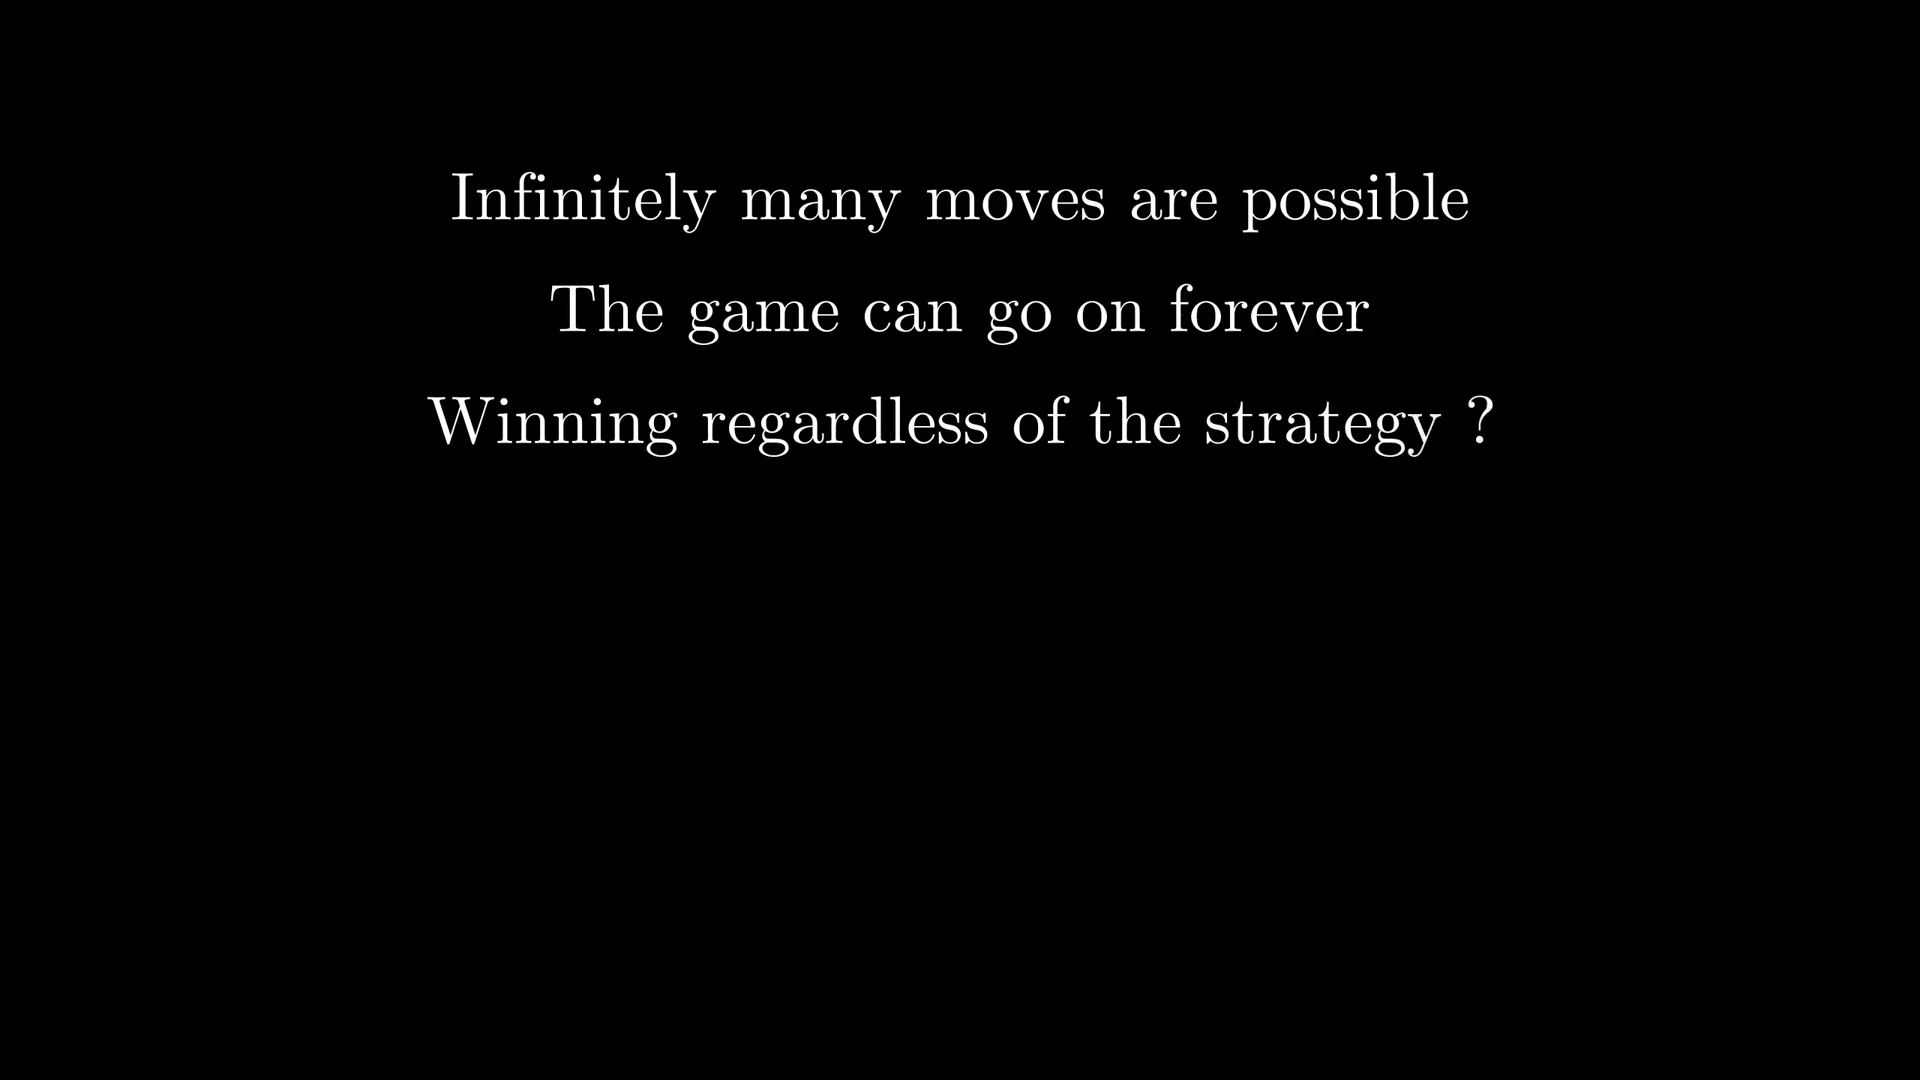 Infinitely many moves are possible
The game can go on forever
Winning regardless of the strategy ?